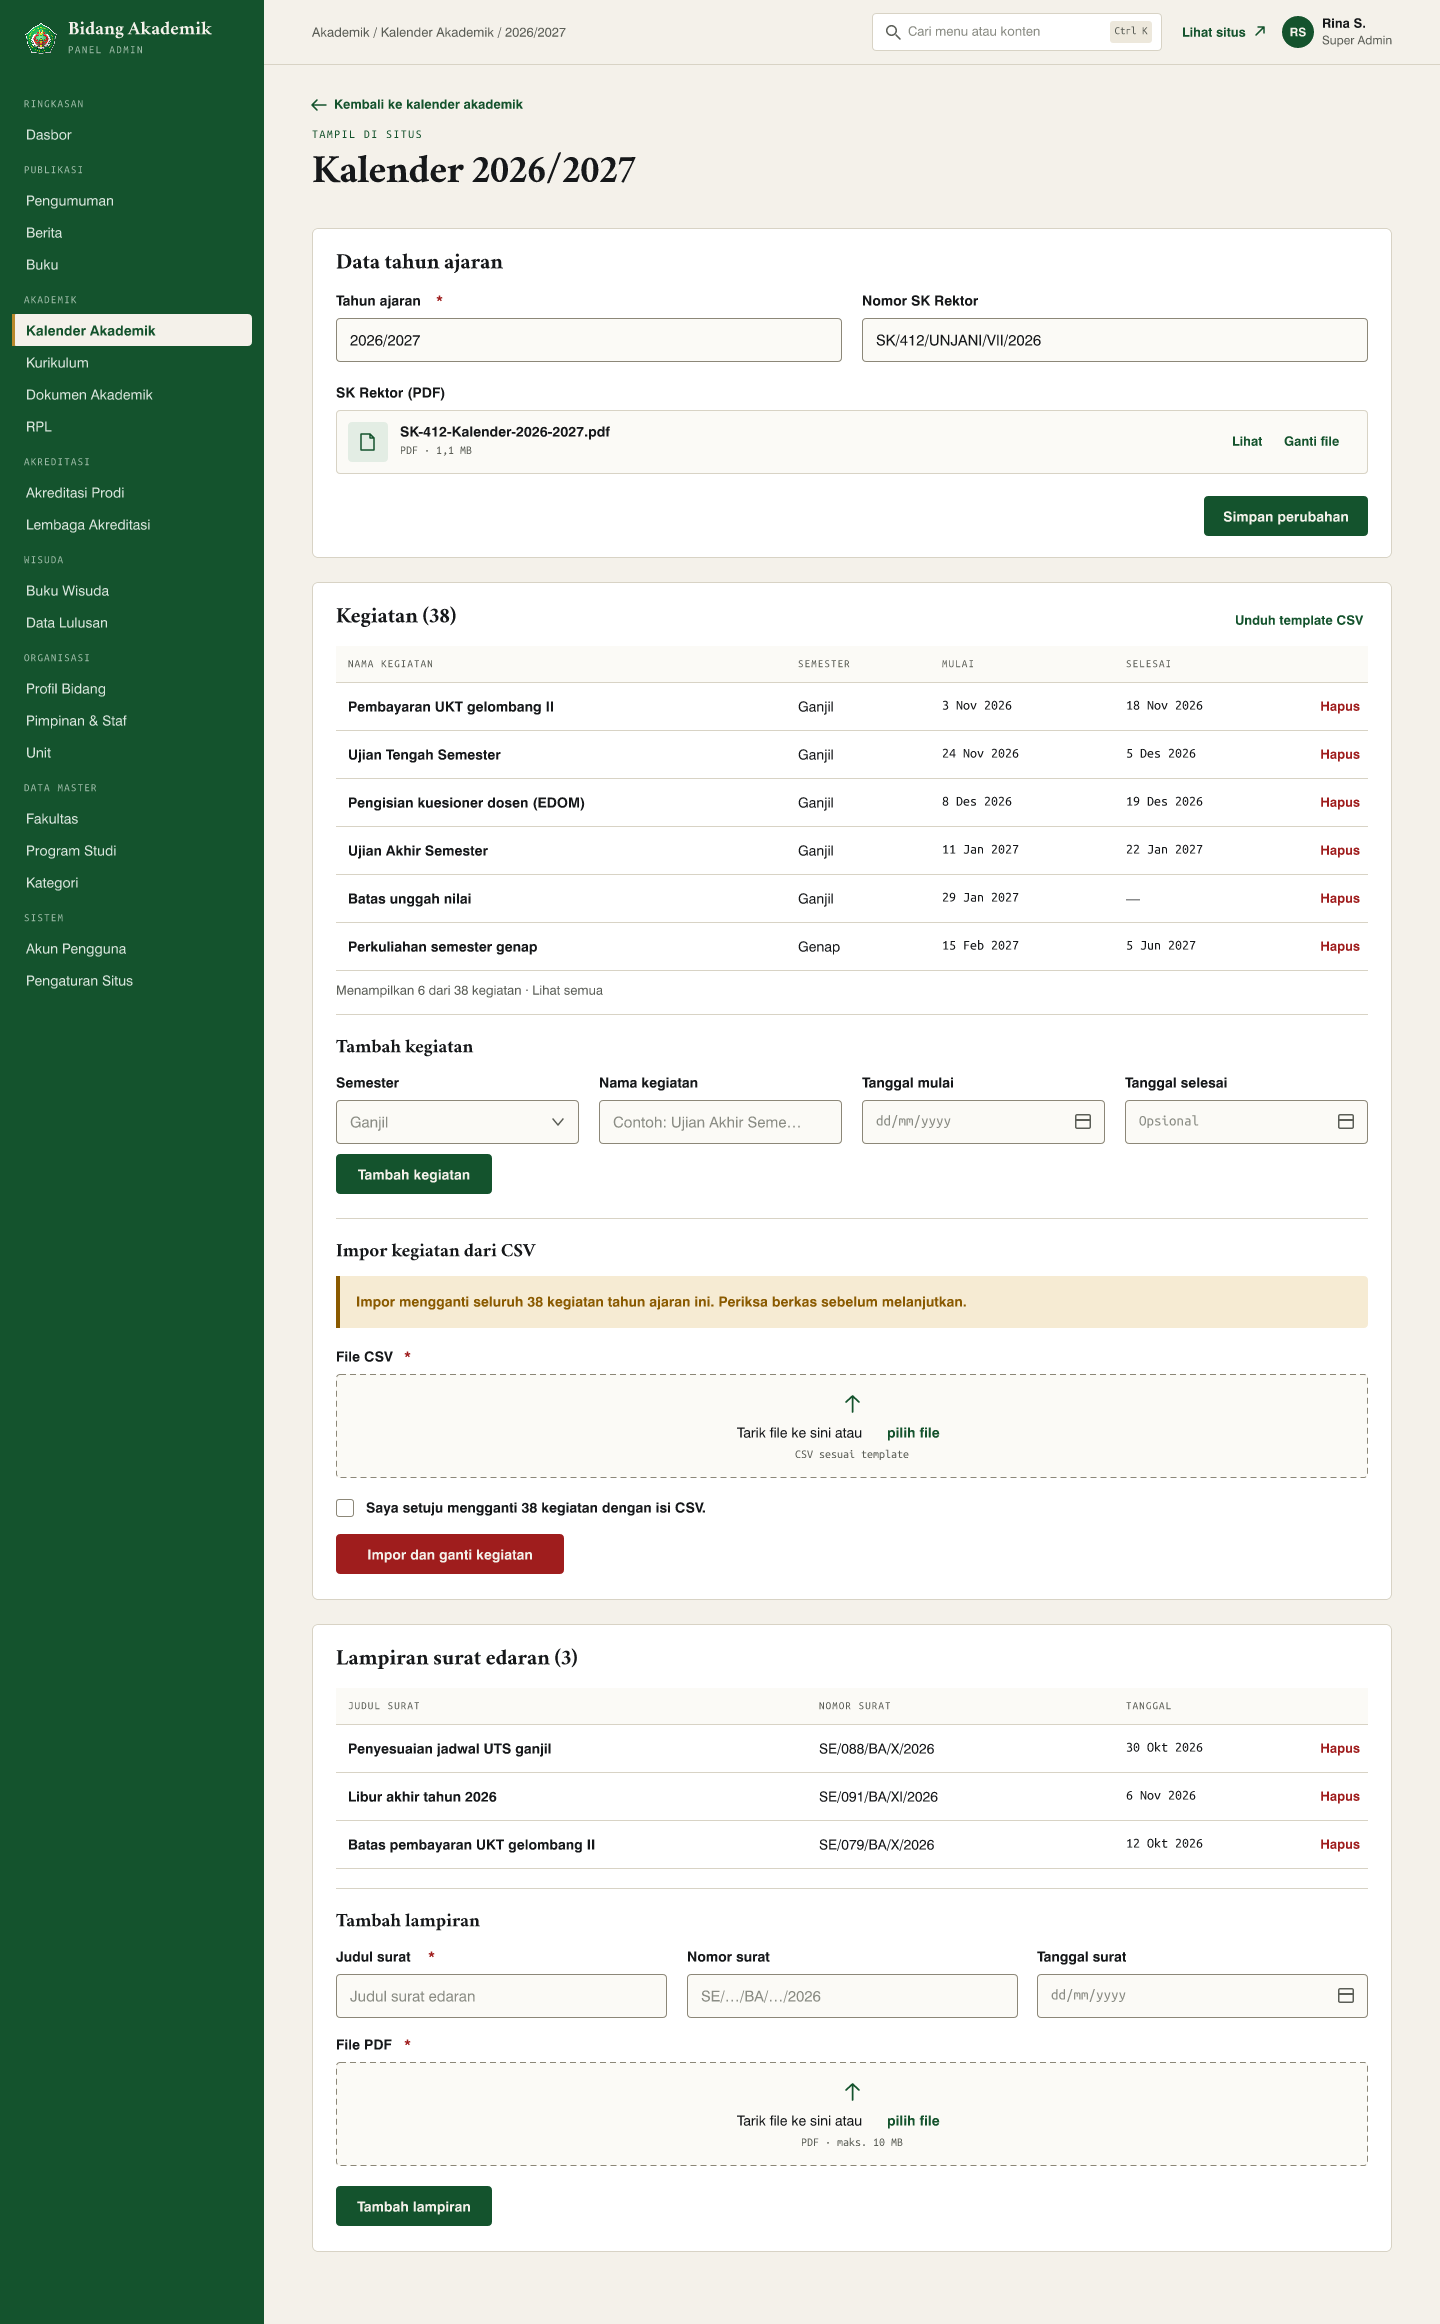 Bidang Akademik
PANEL ADMIN
RINGKASAN
Dasbor
PUBLIKASI
Pengumuman
Berita
Buku
AKADEMIK
Kalender Akademik
Kurikulum
Dokumen Akademik
RPL
AKREDITASI
Akreditasi Prodi
Lembaga Akreditasi
WISUDA
Buku Wisuda
Data Lulusan
ORGANISASI
Profil Bidang
Pimpinan & Staf
Unit
DATA MASTER
Fakultas
Program Studi
Kategori
SISTEM
Akun Pengguna
Pengaturan Situs
Akademik / Kalender Akademik / 2026/2027
Cari menu atau konten Ctrl K
Lihat situs
RS
Rina S.
Super Admin
Kembali ke kalender akademik
TAMPIL DI SITUS
Kalender 2026/2027
Data tahun ajaran
Tahun ajaran * Nomor SK Rektor
2026/2027 SK/412/UNJANI/VII/2026
SK Rektor (PDF)
SK-412-Kalender-2026-2027.pdf
PDF · 1,1 MB
Lihat Ganti file
Simpan perubahan
Kegiatan (38)
Unduh template CSV
NAMA KEGIATAN SEMESTER MULAI SELESAI
Pembayaran UKT gelombang II Ganjil 3 Nov 2026 18 Nov 2026 Hapus
Ujian Tengah Semester Ganjil 24 Nov 2026 5 Des 2026 Hapus
Pengisian kuesioner dosen (EDOM) Ganjil 8 Des 2026 19 Des 2026 Hapus
Ujian Akhir Semester Ganjil 11 Jan 2027 22 Jan 2027 Hapus
Batas unggah nilai Ganjil 29 Jan 2027 — Hapus
Perkuliahan semester genap Genap 15 Feb 2027 5 Jun 2027 Hapus
Menampilkan 6 dari 38 kegiatan · Lihat semua
Tambah kegiatan
Semester Nama kegiatan Tanggal mulai Tanggal selesai
Ganjil Contoh: Ujian Akhir Seme… dd/mm/yyyy Opsional
Tambah kegiatan
Impor kegiatan dari CSV
Impor mengganti seluruh 38 kegiatan tahun ajaran ini. Periksa berkas sebelum melanjutkan.
File CSV *
Tarik file ke sini atau pilih file
CSV sesuai template
Saya setuju mengganti 38 kegiatan dengan isi CSV.
Impor dan ganti kegiatan
Lampiran surat edaran (3)
JUDUL SURAT NOMOR SURAT TANGGAL
Penyesuaian jadwal UTS ganjil SE/088/BA/X/2026 30 Okt 2026 Hapus
Libur akhir tahun 2026 SE/091/BA/XI/2026 6 Nov 2026 Hapus
Batas pembayaran UKT gelombang II SE/079/BA/X/2026 12 Okt 2026 Hapus
Tambah lampiran
Judul surat * Nomor surat Tanggal surat
Judul surat edaran SE/…/BA/…/2026 dd/mm/yyyy
File PDF *
Tarik file ke sini atau pilih file
PDF · maks. 10 MB
Tambah lampiran